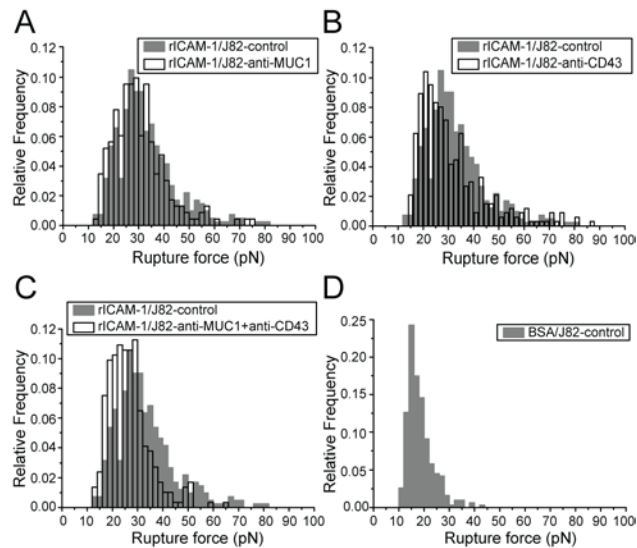 A
rICAM-1/J82-control
rICAM-1/J82-anti-MUC1
Relative Frequency
0.12
0.10
0.08
0.06
0.04
0.02
0.00
0 10 20 30 40 50 60 70 80 90 100
Rupture force (pN)
B
rICAM-1/J82-control
rICAM-1/J82-anti-CD43
Relative Frequency
0.12
0.10
0.08
0.06
0.04
0.02
0.00
0 10 20 30 40 50 60 70 80 90 100
Rupture force (pN)
C
rICAM-1/J82-control
rICAM-1/J82-anti-MUC1+anti-CD43
Relative Frequency
0.12
0.10
0.08
0.06
0.04
0.02
0.00
0 10 20 30 40 50 60 70 80 90 100
Rupture force (pN)
D
BSA/J82-control
Relative Frequency
0.25
0.20
0.15
0.10
0.05
0.00
0 10 20 30 40 50 60 70 80 90 100
Rupture force (pN)